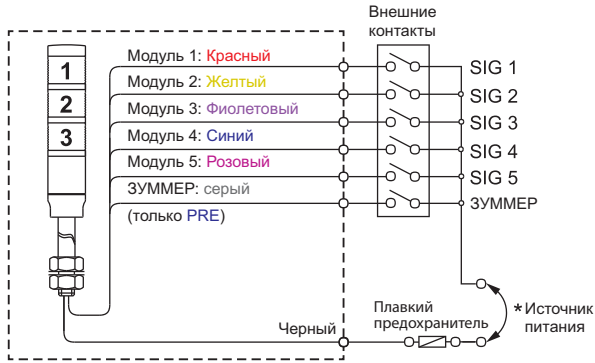 Внешние
контакты
1
2
3
Модуль 1: Красный
Модуль 2: Желтый
Модуль 3: Фиолетовый
Модуль 4: Синий
Модуль 5: Розовый
ЗУММЕР: серый
(только PRE)
SIG 1
SIG 2
SIG 3
SIG 4
SIG 5
ЗУММЕР
Черный
Плавкий
предохранитель
*Источник
питания